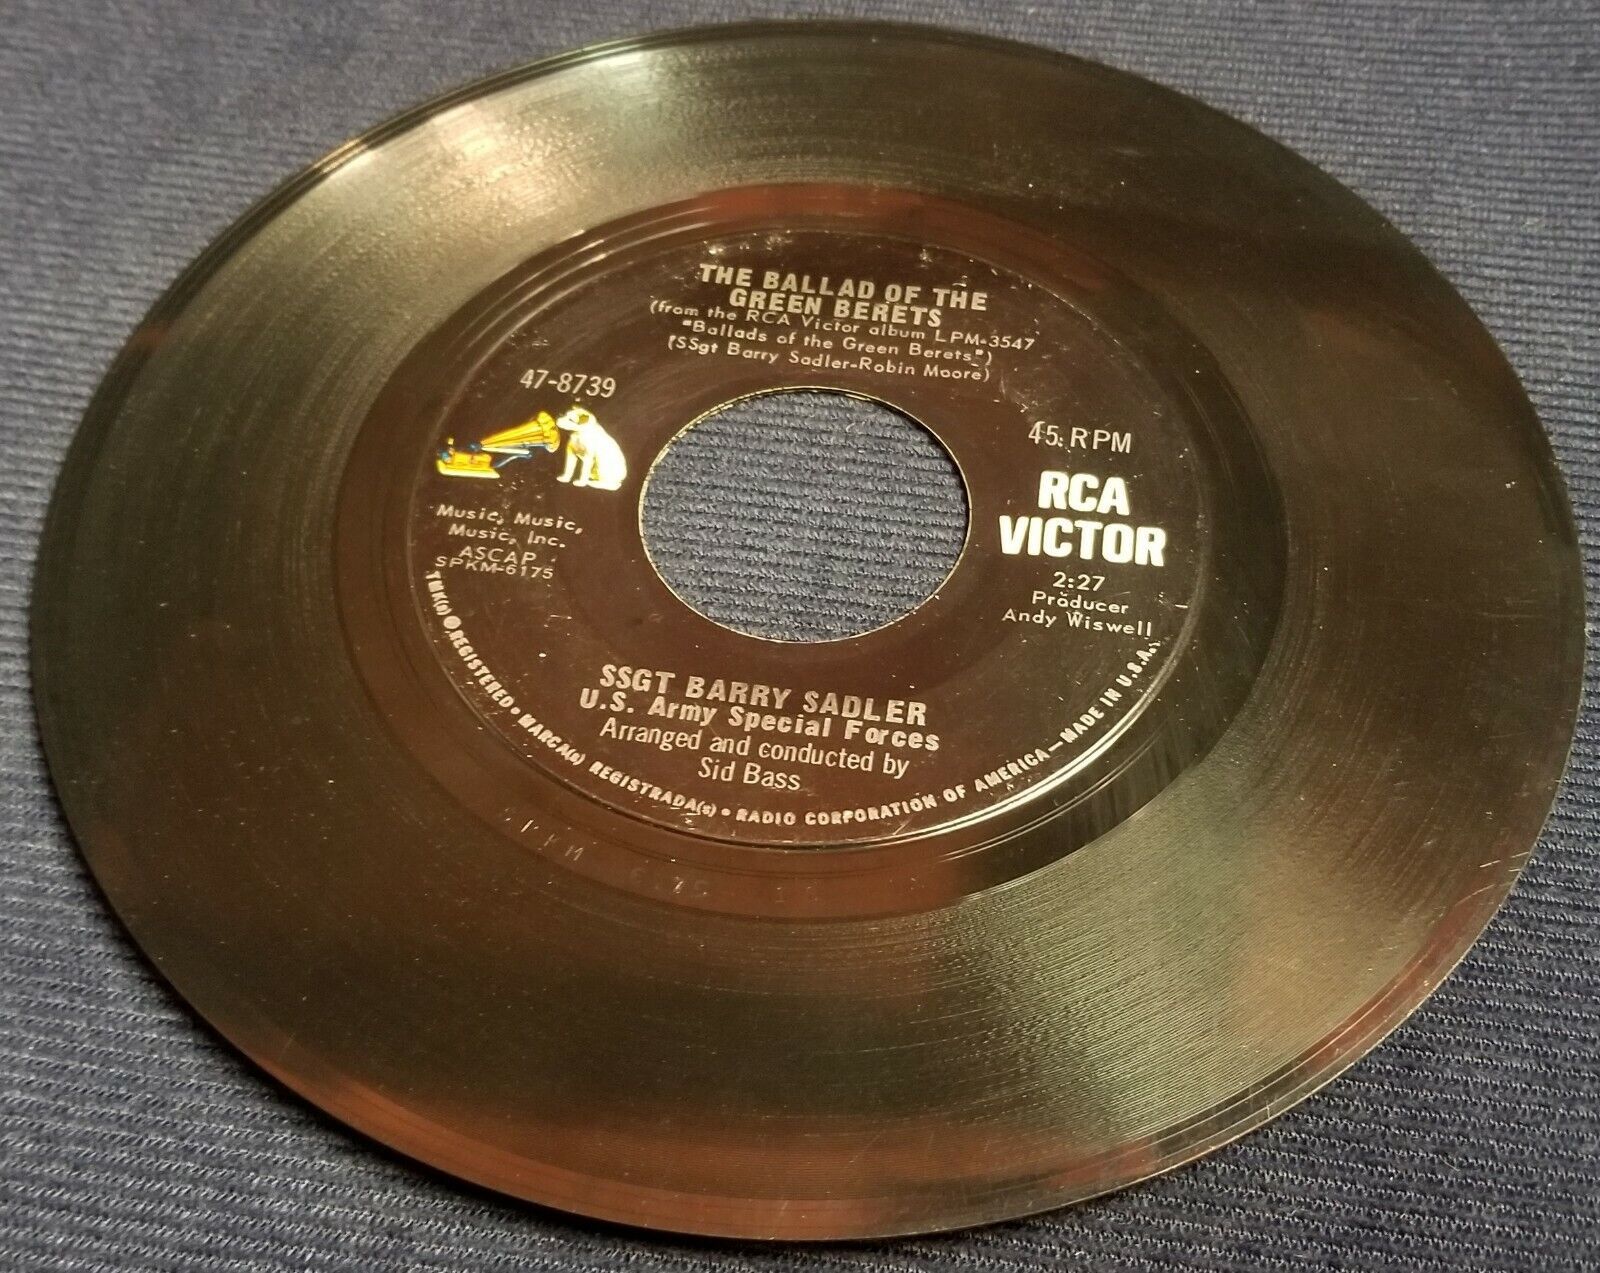 THE BALLAD OF THE
GREEN BERETS
(from the RCA Victor album LPM-3547
"Ballads of the Green Berets")
(SSgt Barry Sadler-Robin Moore)
47-8739
45 RPM
RCA
VICTOR
Music, Music,
Music, Inc.
ASCAP
SPKM-6175
2:27
Producer
Andy Wiswell
SSGT BARRY SADLER
U.S. Army Special Forces
Arranged and conducted by
Sid Bass
TMK(s) ® REGISTERED • MARCA(s) REGISTRADA(s) • RADIO CORPORATION OF AMERICA—MADE IN U.S.A.